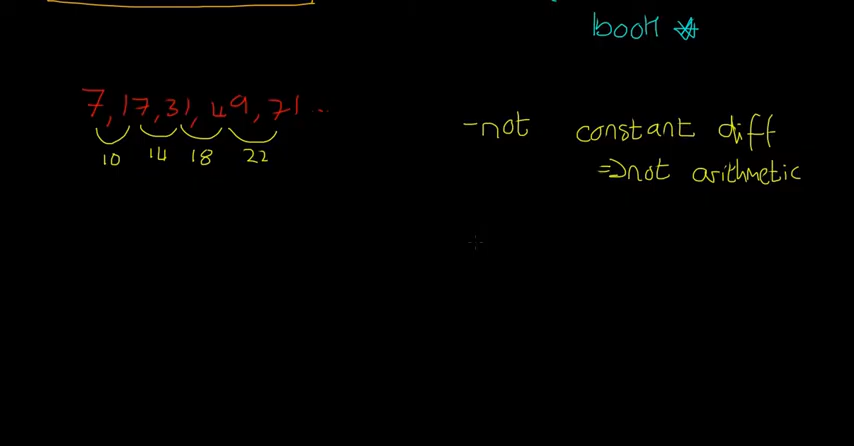 book
7, 17, 31, 49, 71 ..
10 14 18 22
-not constant diff
⇒ not arithmetic